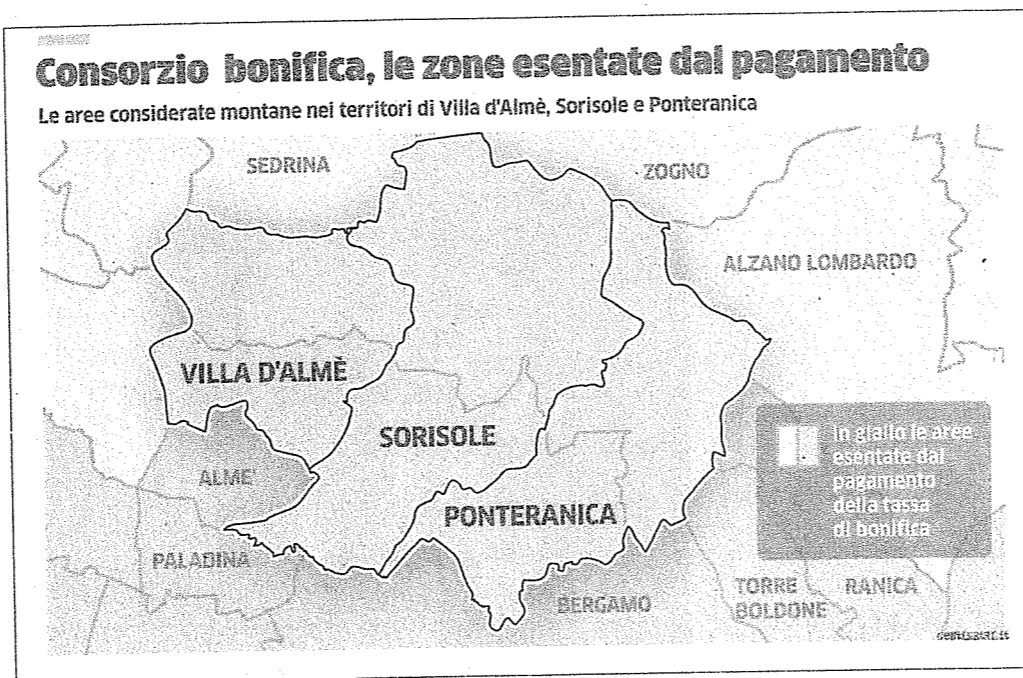 Consorzio bonifica, le zone esentate dal pagamento
Le aree considerate montane nei territori di Villa d'Almè, Sorisole e Ponteranica
SEDRINA
ZOGNO
ALZANO LOMBARDO
VILLA D'ALMÈ
SORISOLE
ALME'
PONTERANICA
PALADINA
BERGAMO
TORRE
BOLDONE
RANICA
In giallo le aree
esentate dal
pagamento
della tassa
di bonifica